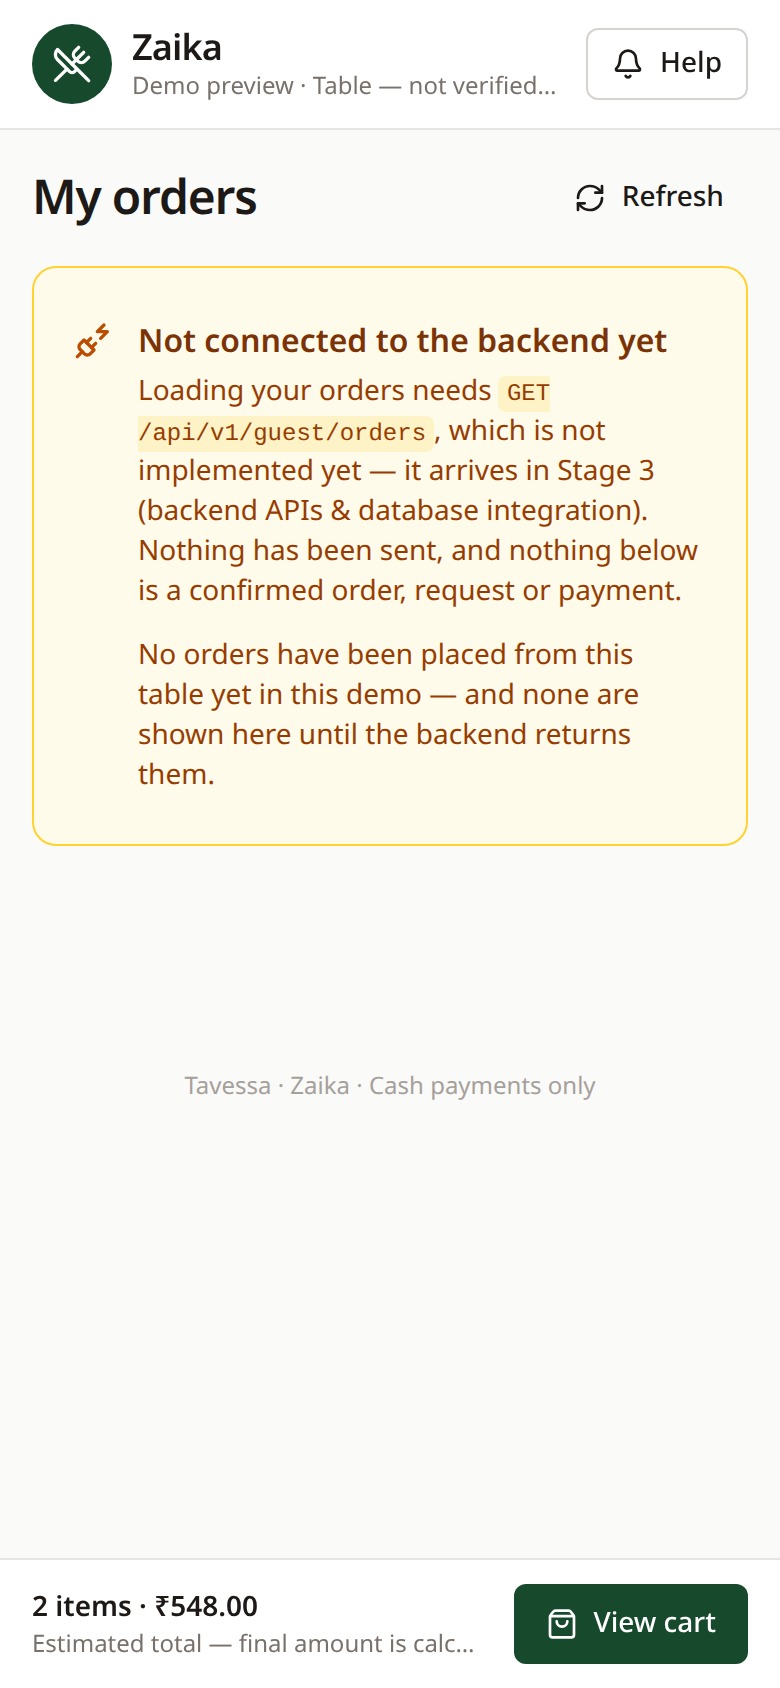 Zaika
Demo preview · Table — not verified…
Help
My orders
Refresh
Not connected to the backend yet
Loading your orders needs GET
/api/v1/guest/orders, which is not
implemented yet — it arrives in Stage 3
(backend APIs & database integration).
Nothing has been sent, and nothing below
is a confirmed order, request or payment.
No orders have been placed from this
table yet in this demo — and none are
shown here until the backend returns
them.
Tavessa · Zaika · Cash payments only
2 items · ₹548.00
Estimated total — final amount is calc…
View cart